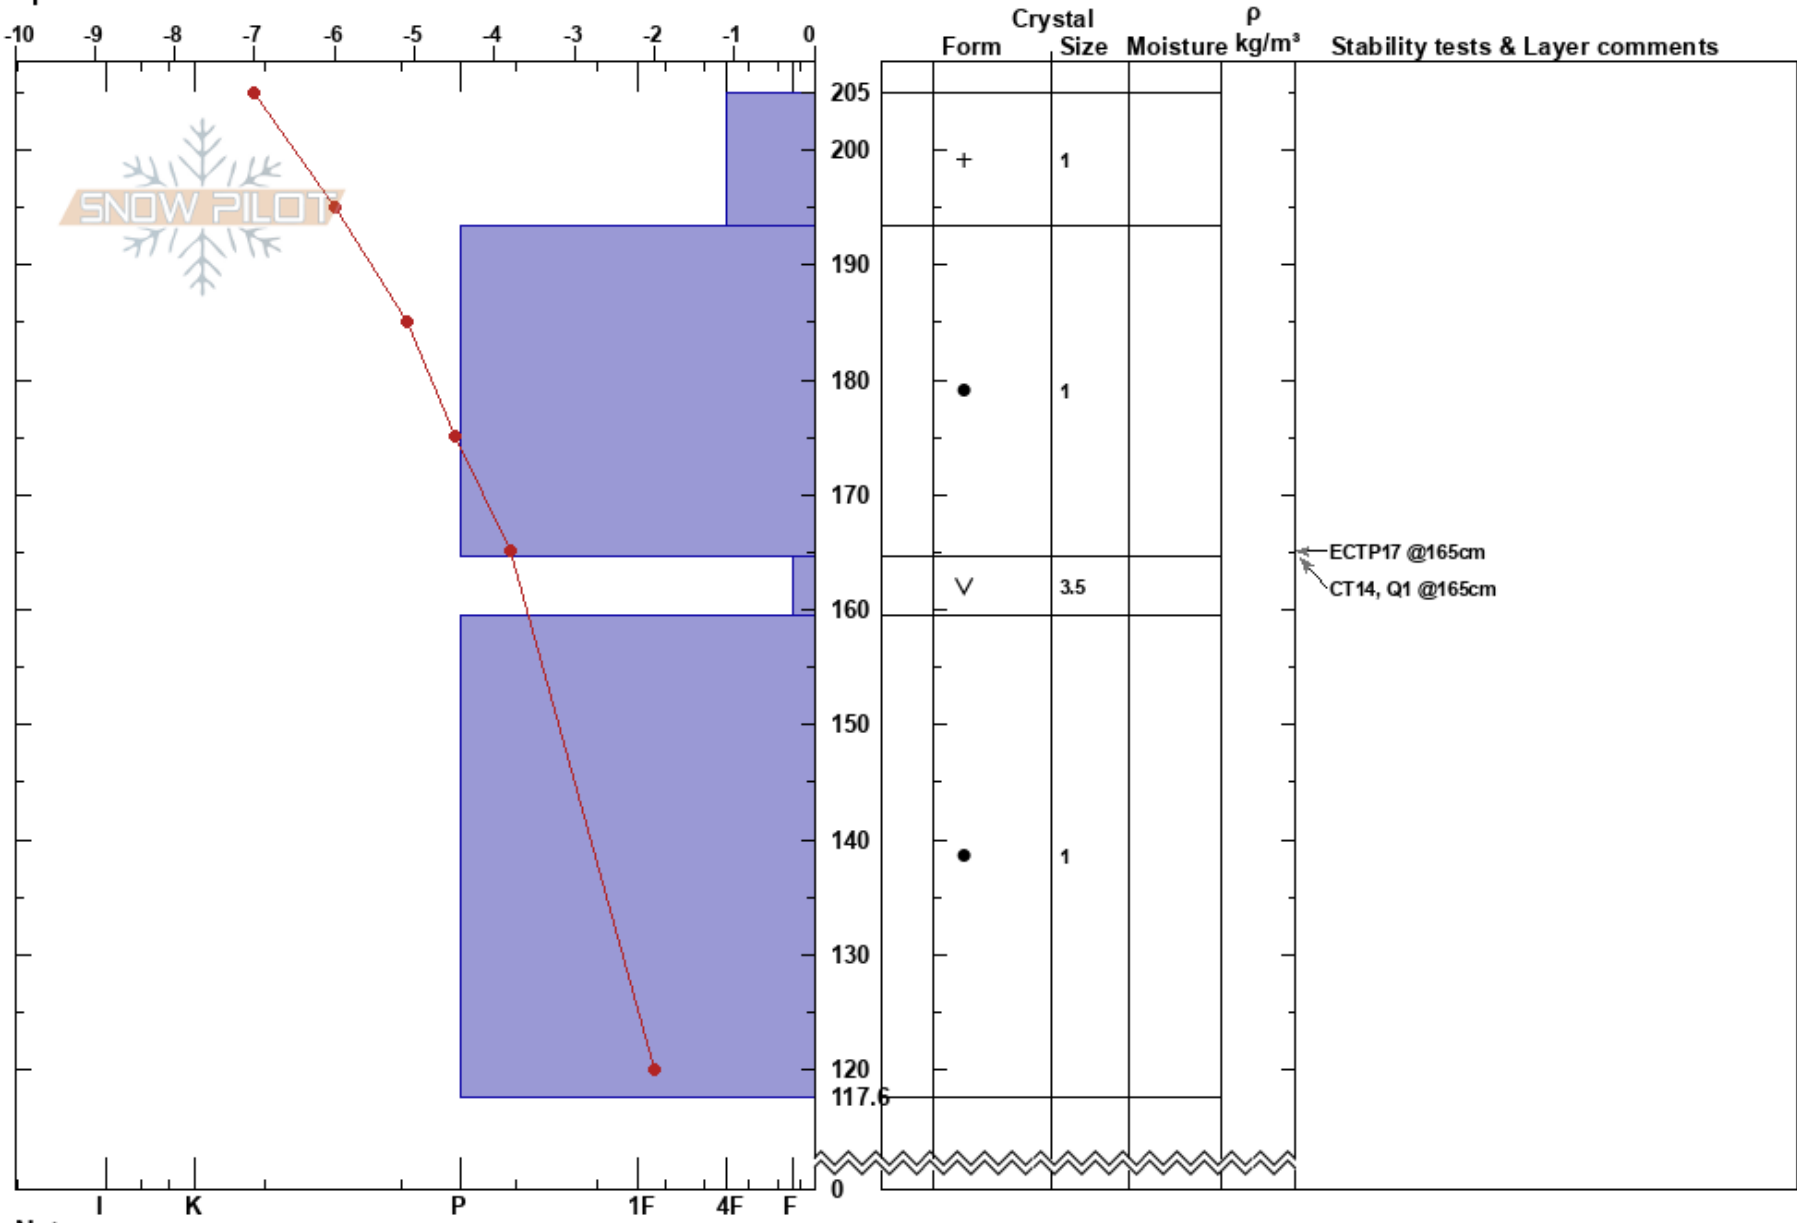 Crystal ρ
-10 -9 -8 -7 -6 -5 -4 -3 -2 -1 0 Form Size Moisture kg/m³ Stability tests & Layer comments
205
200 + 1
SNOW PILOT
190
180 1
170
ECTP17 @165cm
3.5 CT14, Q1 @165cm
160
150
140 1
130
120
117.6
0
I K P 1F 4F F